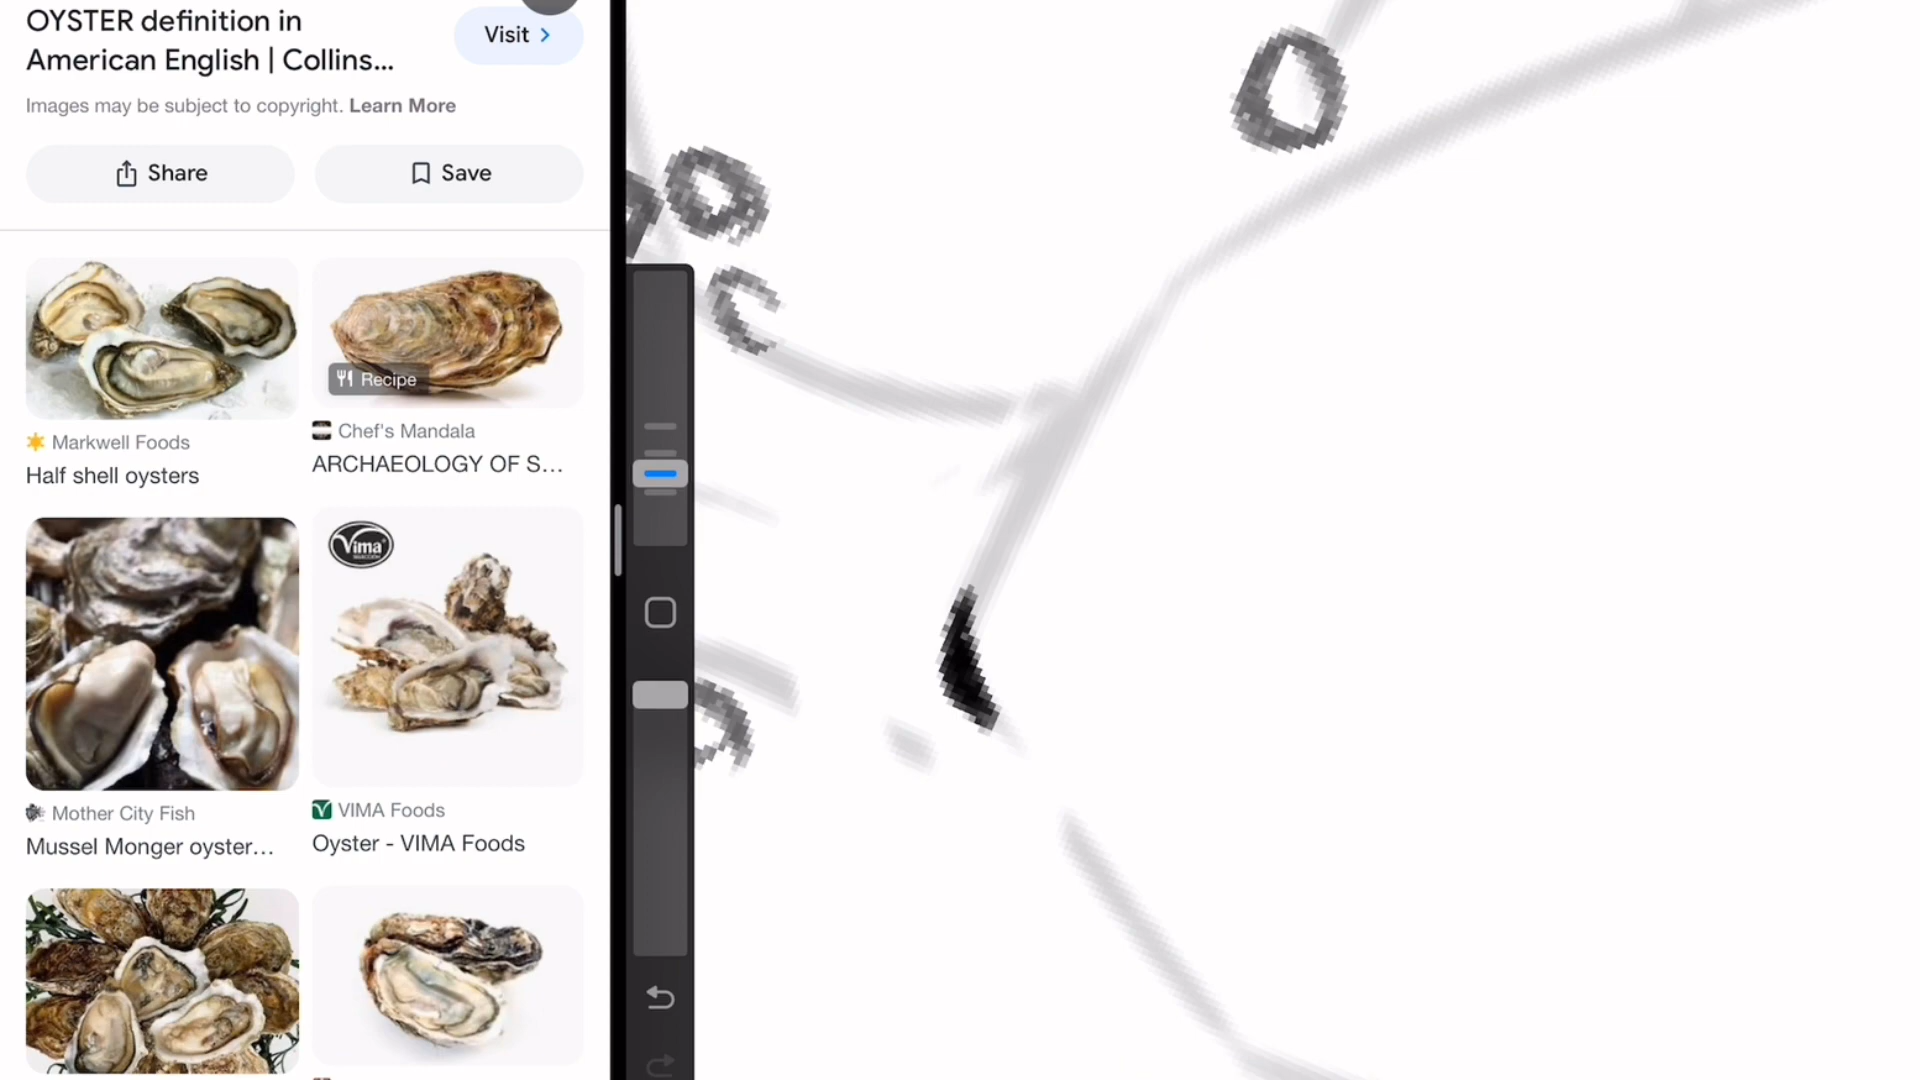 OYSTER definition in
American English | Collins...
Visit
Images may be subject to copyright. Learn More
Share
Save
Recipe
Markwell Foods
Half shell oysters
Chef's Mandala
ARCHAEOLOGY OF S...
Vima
Mother City Fish
Mussel Monger oyster...
VIMA Foods
Oyster - VIMA Foods